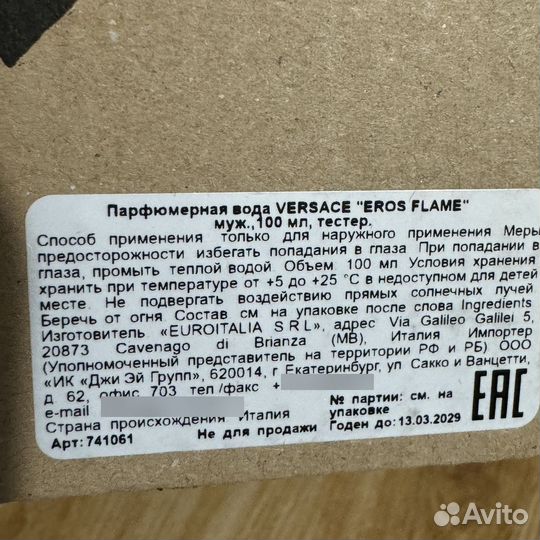 Парфюмерная вода VERSACE "EROS FLAME"
муж.,100 мл, тестер.
Способ применения только для наружного применения Меры
предосторожности избегать попадания в глаза При попадании в
глаза, промыть теплой водой. Объем 100 мл Условия хранения
хранить при температуре от +5 до +25 °C в недоступном для детей
месте. Не подвергать воздействию прямых солнечных лучей
Беречь от огня Состав см на упаковке после слова Ingredients
Изготовитель «EUROITALIA S R L», адрес Via Galileo Galilei 5,
20873 Cavenago di Brianza (MB), Италия Импортер
(Уполномоченный представитель на территории РФ и РБ) ООО
«ИК «Джи Эй Групп», 620014, г Екатеринбург, ул Сакко и Ванцетти,
д 62, офис 703 тел /факс +
e-mail
Страна происхождения Италия
Арт: 741061
Не для продажи
№ партии: см. на
упаковке
Годен до: 13.03.2029
EAC
Avito